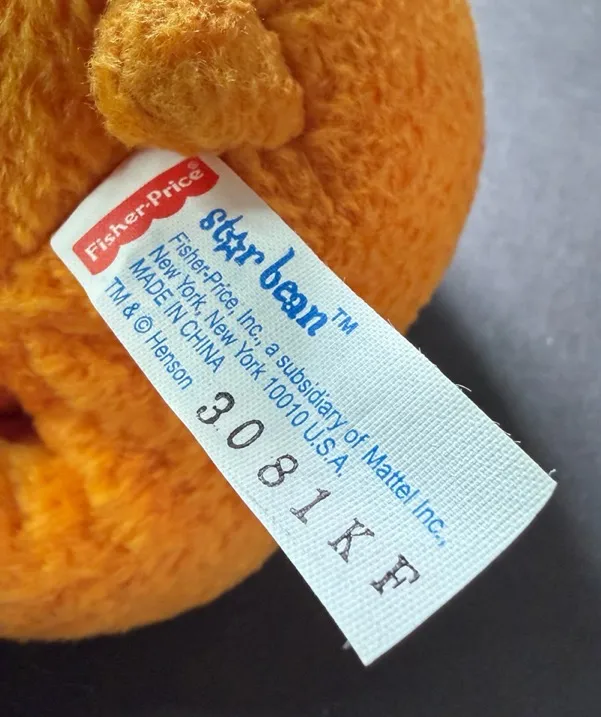 Fisher-Price®
star bean™
Fisher-Price, Inc., a subsidiary of Mattel Inc.,
New York, New York 10010 U.S.A.
MADE IN CHINA
TM & © Henson
3081KF